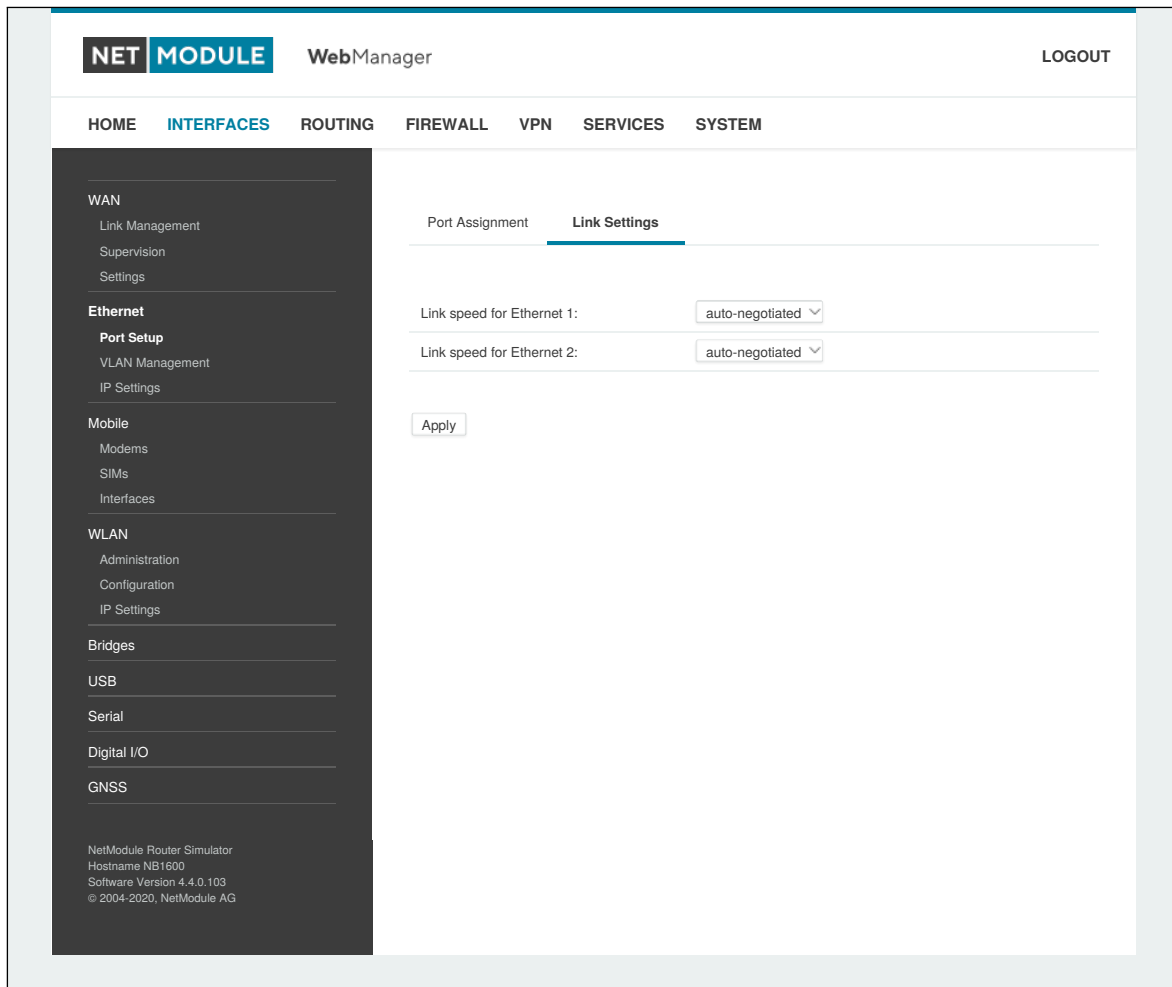 NET MODULE WebManager LOGOUT
HOME INTERFACES ROUTING FIREWALL VPN SERVICES SYSTEM
WAN
Link Management
Supervision
Settings
Ethernet
Port Setup
VLAN Management
IP Settings
Mobile
Modems
SIMs
Interfaces
WLAN
Administration
Configuration
IP Settings
Bridges
USB
Serial
Digital I/O
GNSS
NetModule Router Simulator
Hostname NB1600
Software Version 4.4.0.103
© 2004-2020, NetModule AG
Port Assignment Link Settings
Link speed for Ethernet 1: auto-negotiated
Link speed for Ethernet 2: auto-negotiated
Apply